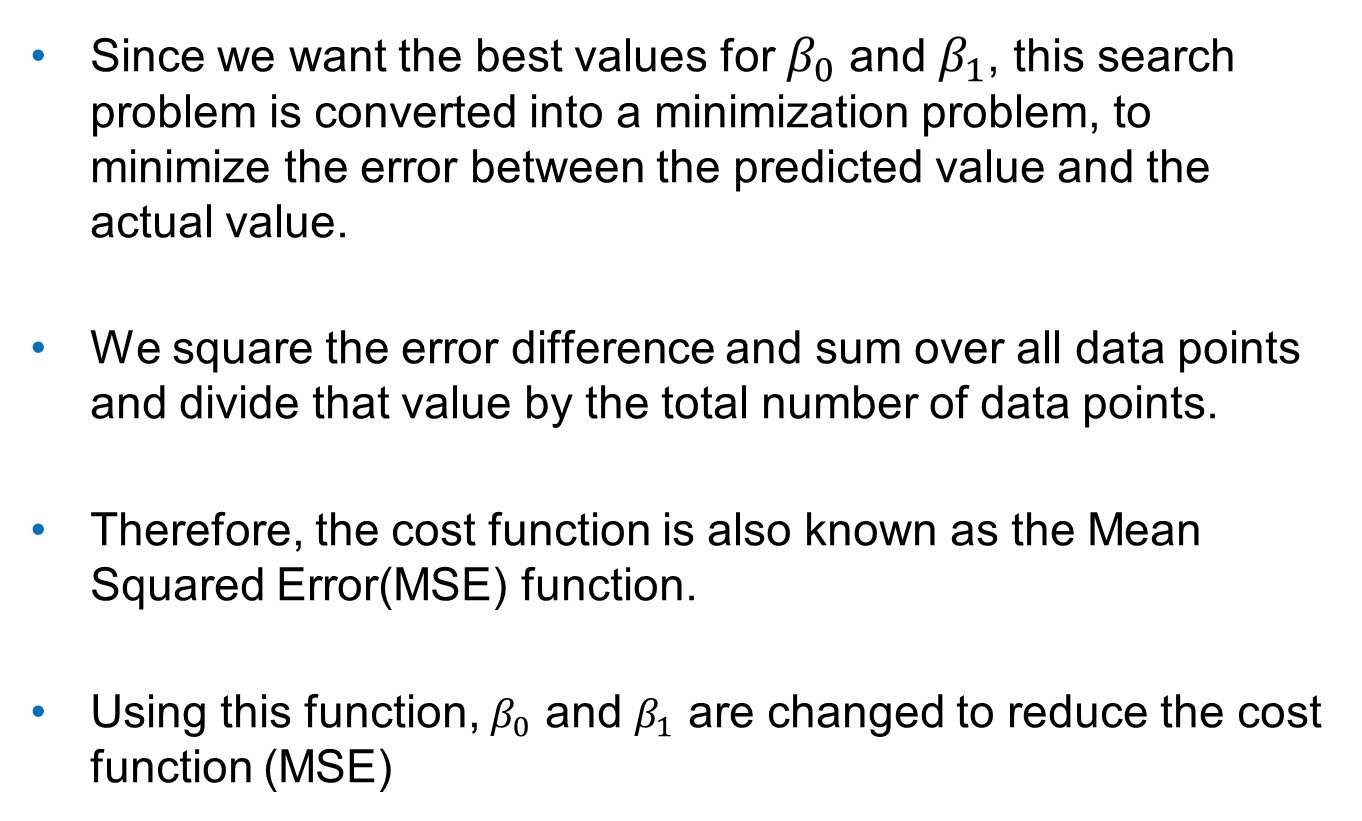 • Since we want the best values for β₀ and β₁, this search
problem is converted into a minimization problem, to
minimize the error between the predicted value and the
actual value.
• We square the error difference and sum over all data points
and divide that value by the total number of data points.
• Therefore, the cost function is also known as the Mean
Squared Error(MSE) function.
• Using this function, β₀ and β₁ are changed to reduce the cost
function (MSE)